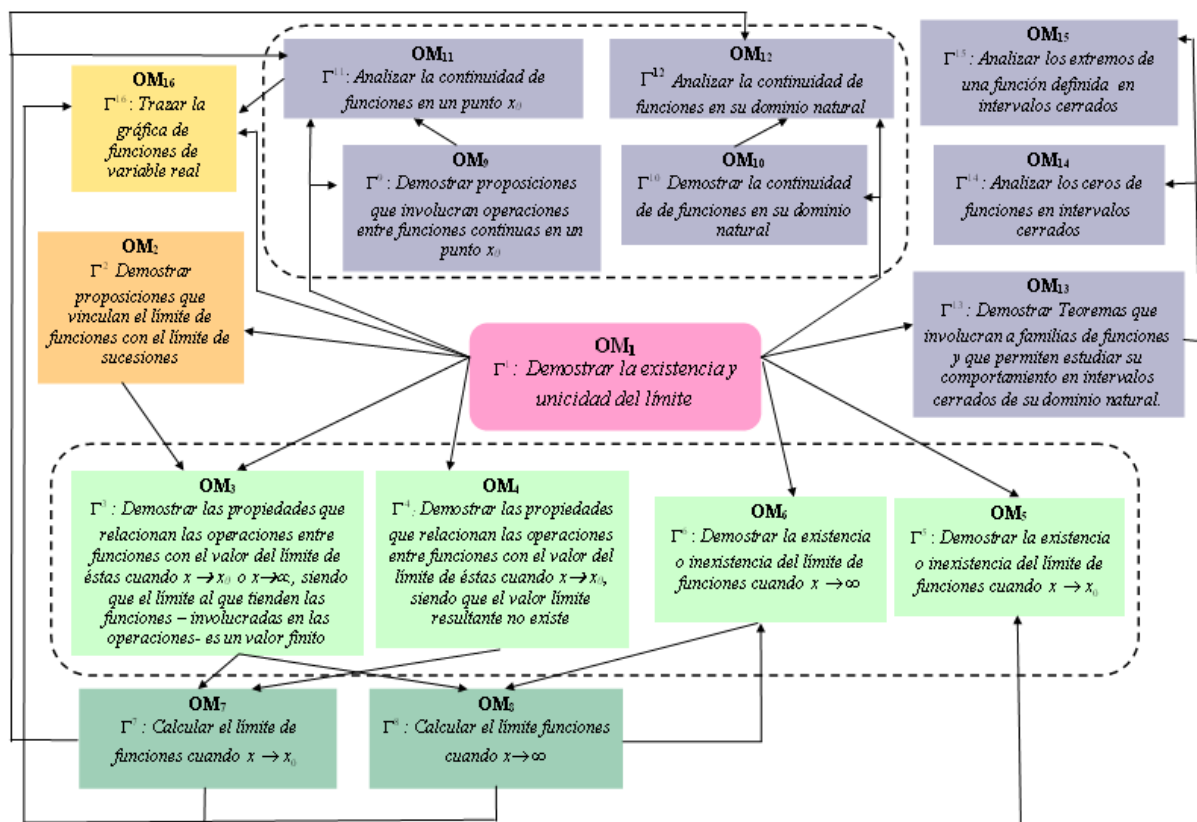 OM₁₁
Γ¹¹: Analizar la continuidad de
funciones en un punto x₀
OM₁₂
Γ¹² Analizar la continuidad de
funciones en su dominio natural
OM₁₅
Γ¹⁵: Analizar los extremos de
una función definida en
intervalos cerrados
OM₁₆
Γ¹⁶: Trazar la
gráfica de
funciones de
variable real
OM₉
Γ⁹: Demostrar proposiciones
que involucran operaciones
entre funciones continuas en un
punto x₀
OM₁₀
Γ¹⁰ Demostrar la continuidad
de de funciones en su dominio
natural
OM₁₄
Γ¹⁴: Analizar los ceros de
funciones en intervalos
cerrados
OM₂
Γ² Demostrar
proposiciones que
vinculan el límite de
funciones con el límite de
sucesiones
OM₁
Γ¹: Demostrar la existencia y
unicidad del límite
OM₁₃
Γ¹³: Demostrar Teoremas que
involucran a familias de funciones
y que permiten estudiar su
comportamiento en intervalos
cerrados de su dominio natural.
OM₃
Γ³: Demostrar las propiedades que
relacionan las operaciones entre
funciones con el valor del límite de
éstas cuando x → x₀ o x→∞, siendo
que el límite al que tienden las
funciones – involucradas en las
operaciones- es un valor finito
OM₄
Γ⁴: Demostrar las propiedades
que relacionan las operaciones
entre funciones con el valor del
límite de éstas cuando x→x₀,
siendo que el valor límite
resultante no existe
OM₆
Γ⁶: Demostrar la existencia
o inexistencia del límite de
funciones cuando x →∞
OM₅
Γ⁵: Demostrar la existencia
o inexistencia del límite de
funciones cuando x → x₀
OM₇
Γ⁷: Calcular el límite de
funciones cuando x → x₀
OM₈
Γ⁸: Calcular el límite funciones
cuando x→∞